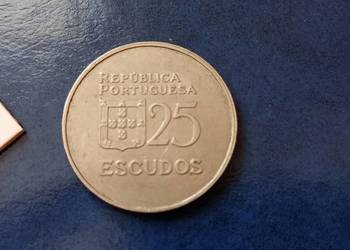 REPÚBLICA
PORTUGUESA
25
ESCUDOS